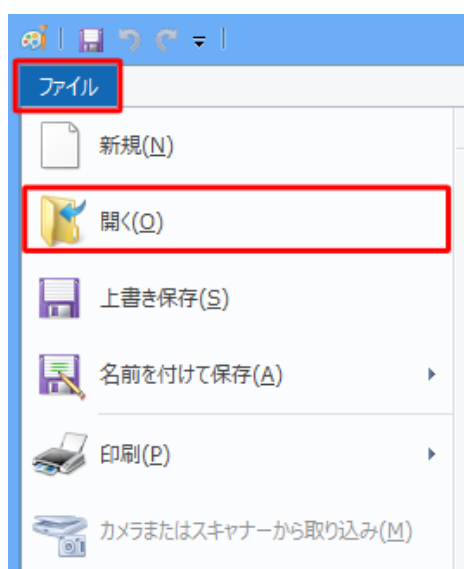 ファイル
新規(N)
開く(O)
上書き保存(S)
名前を付けて保存(A)
印刷(P)
カメラまたはスキャナーから取り込み(M)